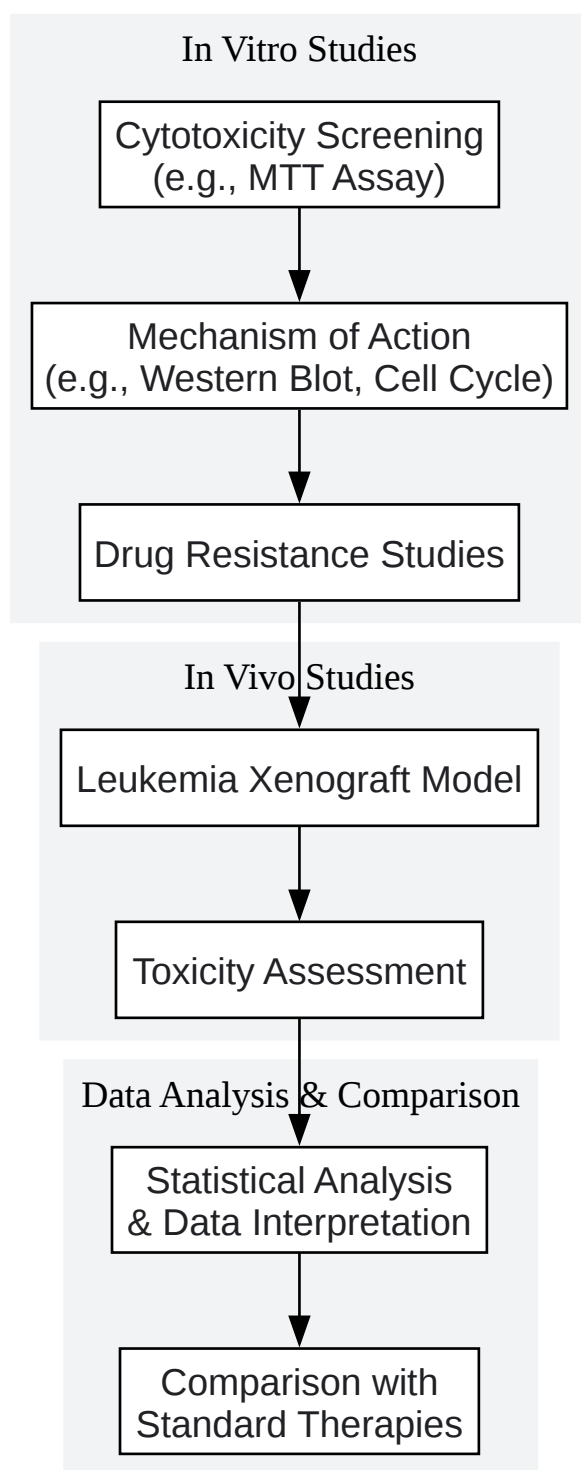 In Vitro Studies
Cytotoxicity Screening
(e.g., MTT Assay)
Mechanism of Action
(e.g., Western Blot, Cell Cycle)
Drug Resistance Studies
In Vivo Studies
Leukemia Xenograft Model
Toxicity Assessment
Data Analysis & Comparison
Statistical Analysis
& Data Interpretation
Comparison with
Standard Therapies